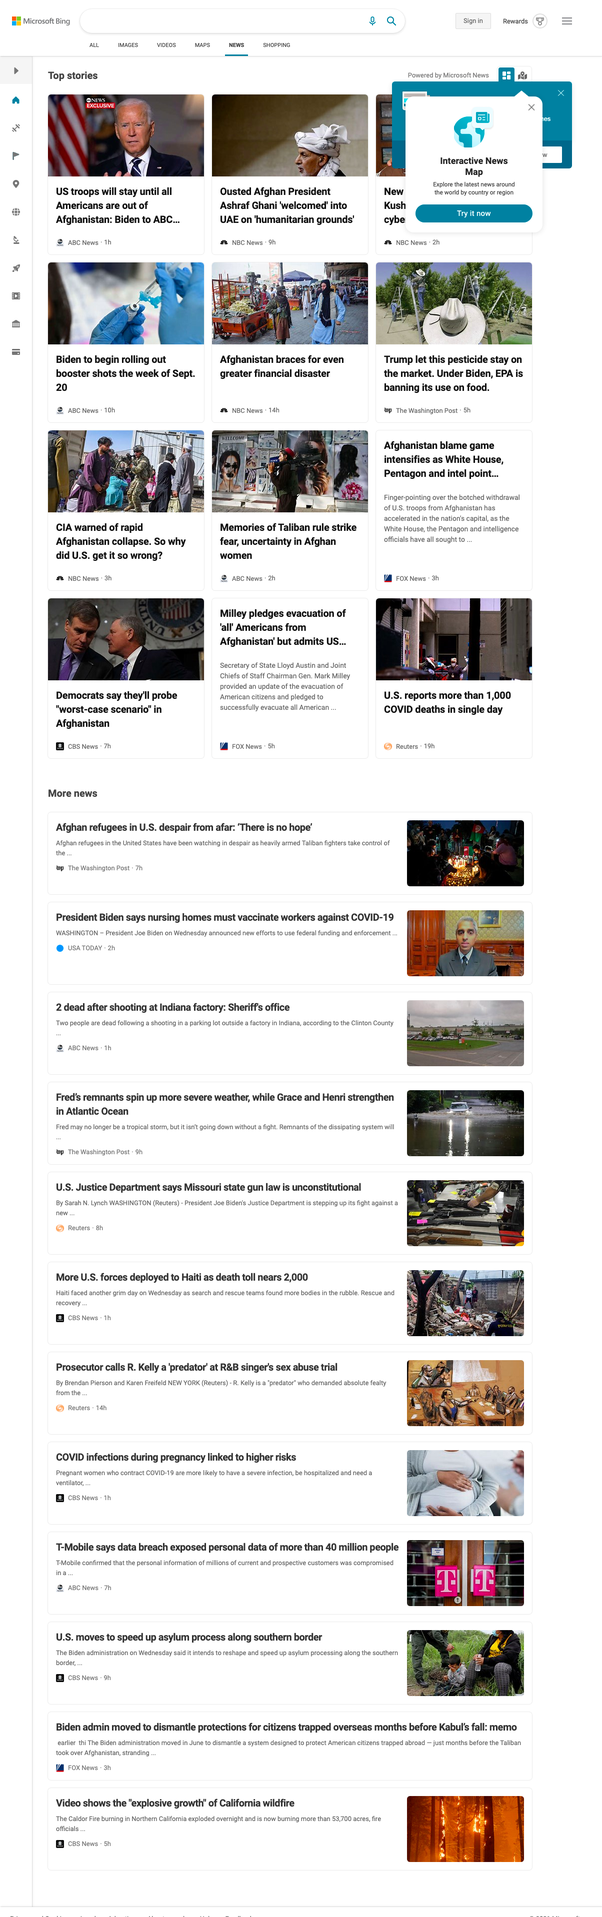 Microsoft Bing
Sign in
Rewards
ALL
IMAGES
VIDEOS
MAPS
NEWS
SHOPPING
Top stories
Powered by Microsoft News
Interactive News
Map
Explore the latest news around
the world by country or region
Try it now
NEWS
EXCLUSIVE
US troops will stay until all
Americans are out of
Afghanistan: Biden to ABC...
ABC News · 1h
Ousted Afghan President
Ashraf Ghani 'welcomed' into
UAE on 'humanitarian grounds'
NBC News · 9h
New
Kush
cybe
NBC News · 2h
Biden to begin rolling out
booster shots the week of Sept.
20
ABC News · 10h
Afghanistan braces for even
greater financial disaster
NBC News · 14h
Trump let this pesticide stay on
the market. Under Biden, EPA is
banning its use on food.
The Washington Post · 5h
CIA warned of rapid
Afghanistan collapse. So why
did U.S. get it so wrong?
NBC News · 3h
Memories of Taliban rule strike
fear, uncertainty in Afghan
women
ABC News · 2h
Afghanistan blame game
intensifies as White House,
Pentagon and intel point...
Finger-pointing over the botched withdrawal
of U.S. troops from Afghanistan has
accelerated in the nation's capital, as the
White House, the Pentagon and intelligence
officials have all sought to ...
FOX News · 3h
Democrats say they'll probe
"worst-case scenario" in
Afghanistan
CBS News · 7h
Milley pledges evacuation of
'all' Americans from
Afghanistan' but admits US...
Secretary of State Lloyd Austin and Joint
Chiefs of Staff Chairman Gen. Mark Milley
provided an update of the evacuation of
American citizens and pledged to
successfully evacuate all American ...
FOX News · 5h
U.S. reports more than 1,000
COVID deaths in single day
Reuters · 19h
More news
Afghan refugees in U.S. despair from afar: 'There is no hope'
Afghan refugees in the United States have been watching in despair as heavily armed Taliban fighters take control of
the ...
The Washington Post · 7h
President Biden says nursing homes must vaccinate workers against COVID-19
WASHINGTON – President Joe Biden on Wednesday announced new efforts to use federal funding and enforcement ...
USA TODAY · 2h
2 dead after shooting at Indiana factory: Sheriff's office
Two people are dead following a shooting in a parking lot outside a factory in Indiana, according to the Clinton County
...
ABC News · 1h
Fred's remnants spin up more severe weather, while Grace and Henri strengthen
in Atlantic Ocean
Fred may no longer be a tropical storm, but it isn't going down without a fight. Remnants of the dissipating system will
...
The Washington Post · 9h
U.S. Justice Department says Missouri state gun law is unconstitutional
By Sarah N. Lynch WASHINGTON (Reuters) - President Joe Biden's Justice Department is stepping up its fight against a
new ...
Reuters · 8h
More U.S. forces deployed to Haiti as death toll nears 2,000
Haiti faced another grim day on Wednesday as search and rescue teams found more bodies in the rubble. Rescue and
recovery ...
CBS News · 1h
Prosecutor calls R. Kelly a 'predator' at R&B singer's sex abuse trial
By Brendan Pierson and Karen Freifeld NEW YORK (Reuters) - R. Kelly is a "predator" who demanded absolute fealty
from the ...
Reuters · 14h
COVID infections during pregnancy linked to higher risks
Pregnant women who contract COVID-19 are more likely to have a severe infection, be hospitalized and need a
ventilator, ...
CBS News · 1h
T-Mobile says data breach exposed personal data of more than 40 million people
T-Mobile confirmed that the personal information of millions of current and prospective customers was compromised
in a ...
ABC News · 7h
U.S. moves to speed up asylum process along southern border
The Biden administration on Wednesday said it intends to reshape and speed up asylum processing along the southern
border, ...
CBS News · 9h
Biden admin moved to dismantle protections for citizens trapped overseas months before Kabul's fall: memo
earlier thi The Biden administration moved in June to dismantle a system designed to protect American citizens trapped abroad — just months before the Taliban
took over Afghanistan, stranding ...
FOX News · 3h
Video shows the "explosive growth" of California wildfire
The Caldor Fire burning in Northern California exploded overnight and is now burning more than 53,700 acres, fire
officials ...
CBS News · 5h